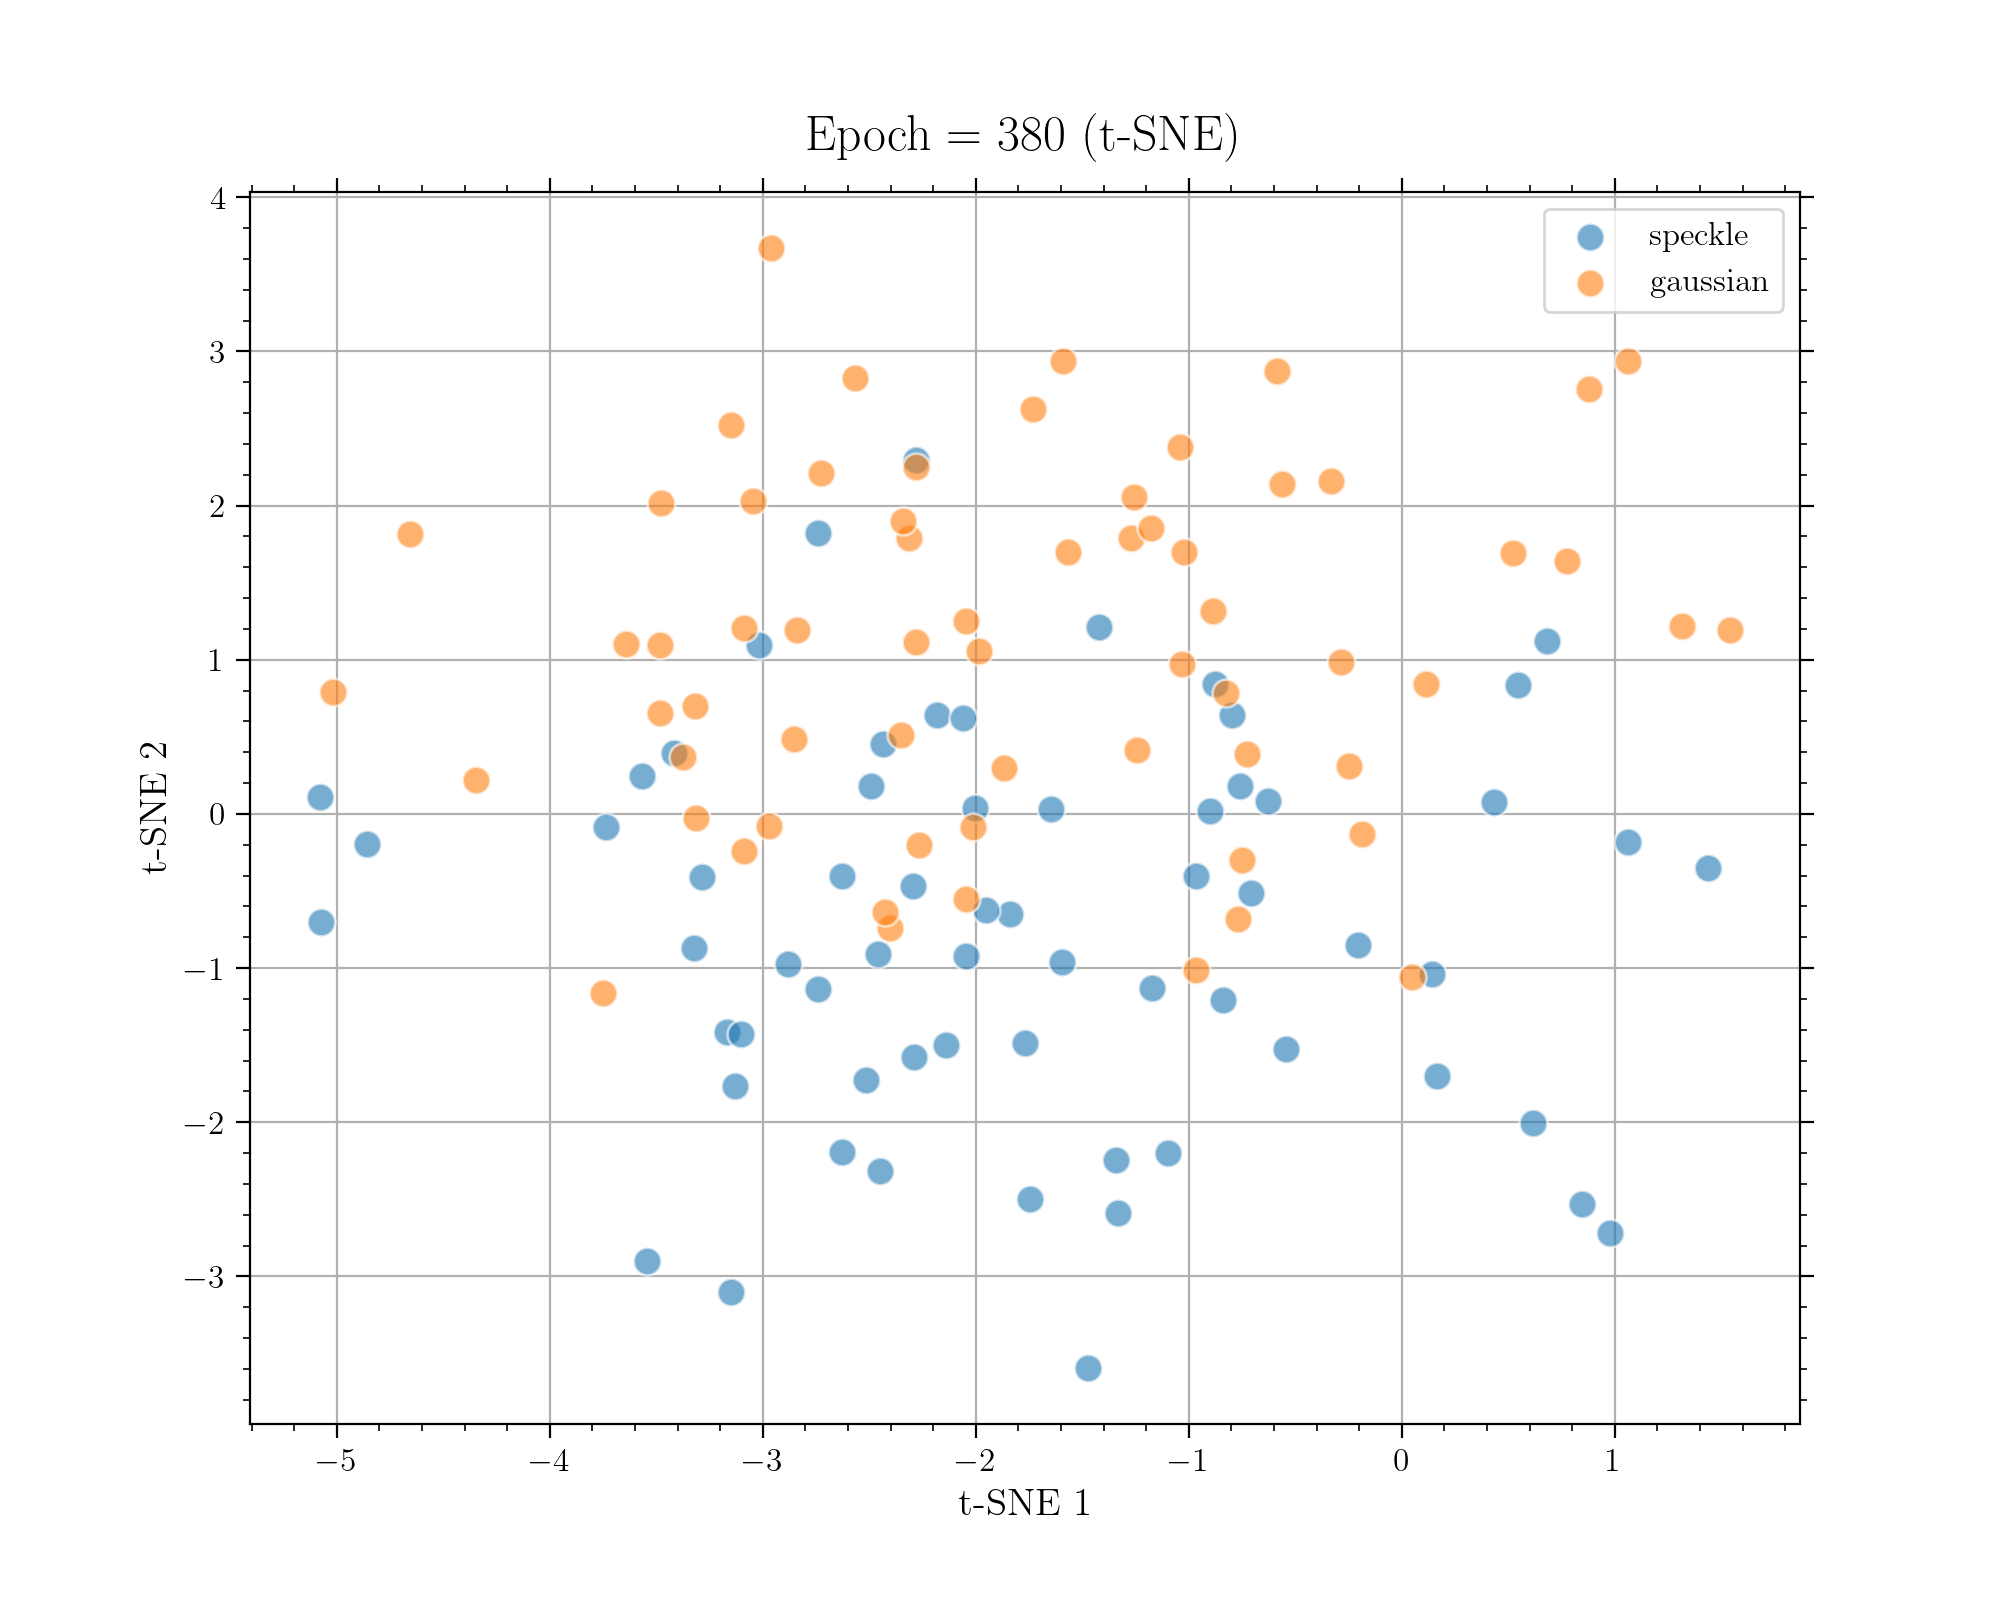 Epoch = 380 (t-SNE)
4
3
2
1
0
−1
−2
−3
t-SNE 2
speckle
gaussian
−5 −4 −3 −2 −1 0 1
t-SNE 1